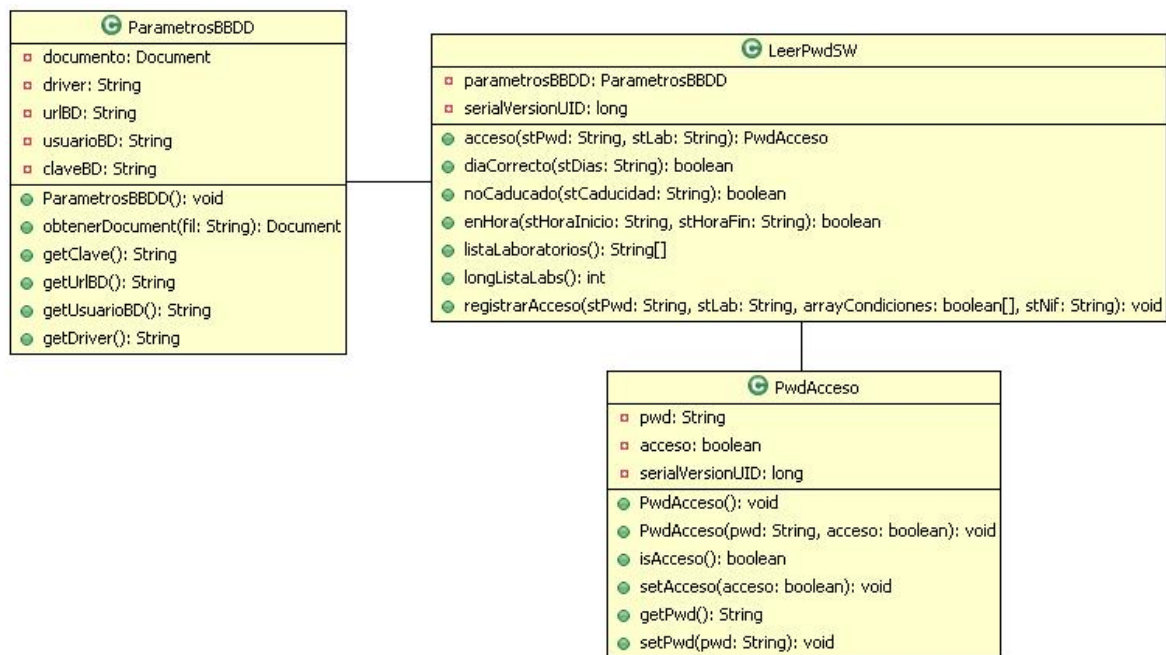 ParametrosBBDD
documento: Document
driver: String
urlBD: String
usuarioBD: String
claveBD: String
ParametrosBBDD(): void
obtenerDocument(fil: String): Document
getClave(): String
getUrlBD(): String
getUsuarioBD(): String
getDriver(): String
LeerPwdSW
parametrosBBDD: ParametrosBBDD
serialVersionUID: long
acceso(stPwd: String, stLab: String): PwdAcceso
diaCorrecto(stDias: String): boolean
noCaducado(stCaducidad: String): boolean
enHora(stHoraInicio: String, stHoraFin: String): boolean
listaLaboratorios(): String[]
longListaLabs(): int
registrarAcceso(stPwd: String, stLab: String, arrayCondiciones: boolean[], stNif: String): void
PwdAcceso
pwd: String
acceso: boolean
serialVersionUID: long
PwdAcceso(): void
PwdAcceso(pwd: String, acceso: boolean): void
isAcceso(): boolean
setAcceso(acceso: boolean): void
getPwd(): String
setPwd(pwd: String): void